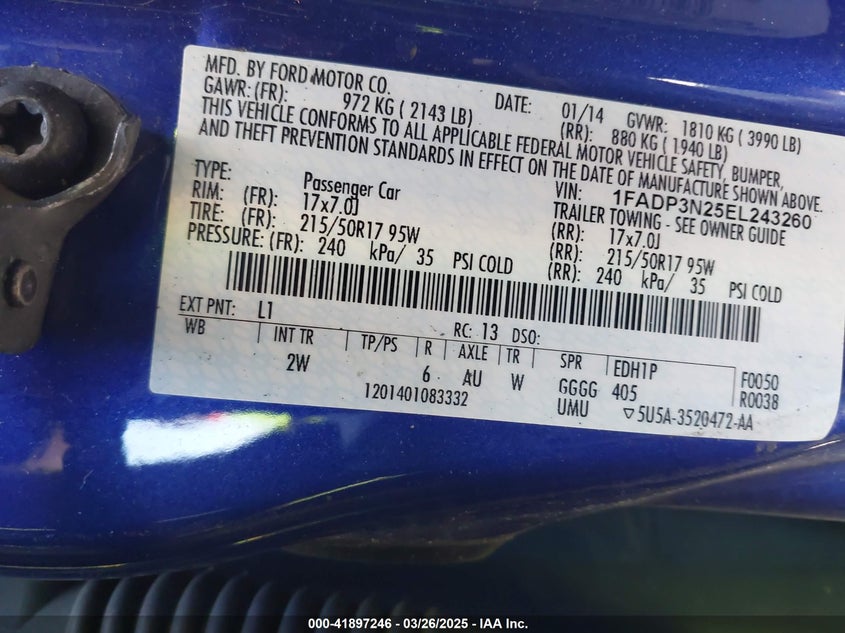 MFD. BY FORD MOTOR CO.
DATE: 01/14 GVWR: 1810 KG ( 3990 LB)
GAWR: (FR): 972 KG ( 2143 LB) (RR): 880 KG ( 1940 LB)
THIS VEHICLE CONFORMS TO ALL APPLICABLE FEDERAL MOTOR VEHICLE SAFETY, BUMPER,
AND THEFT PREVENTION STANDARDS IN EFFECT ON THE DATE OF MANUFACTURE SHOWN ABOVE.
VIN: 1FADP3N25EL243260
TYPE: Passenger Car TRAILER TOWING - SEE OWNER GUIDE
RIM: (FR): 17x7.0J (RR): 17x7.0J
TIRE: (FR): 215/50R17 95W (RR): 215/50R17 95W
PRESSURE: (FR): 240 kPa/ 35 PSI COLD (RR): 240 kPa/ 35 PSI COLD
EXT PNT: L1 RC: 13 DSO:
WB INT TR TP/PS R AXLE TR SPR EDH1P F0050
2W 6 AU W GGGG 405 R0038
1201401083332 UMU ▽5U5A-3520472-AA
000-41897246 - 03/26/2025 - IAA Inc.